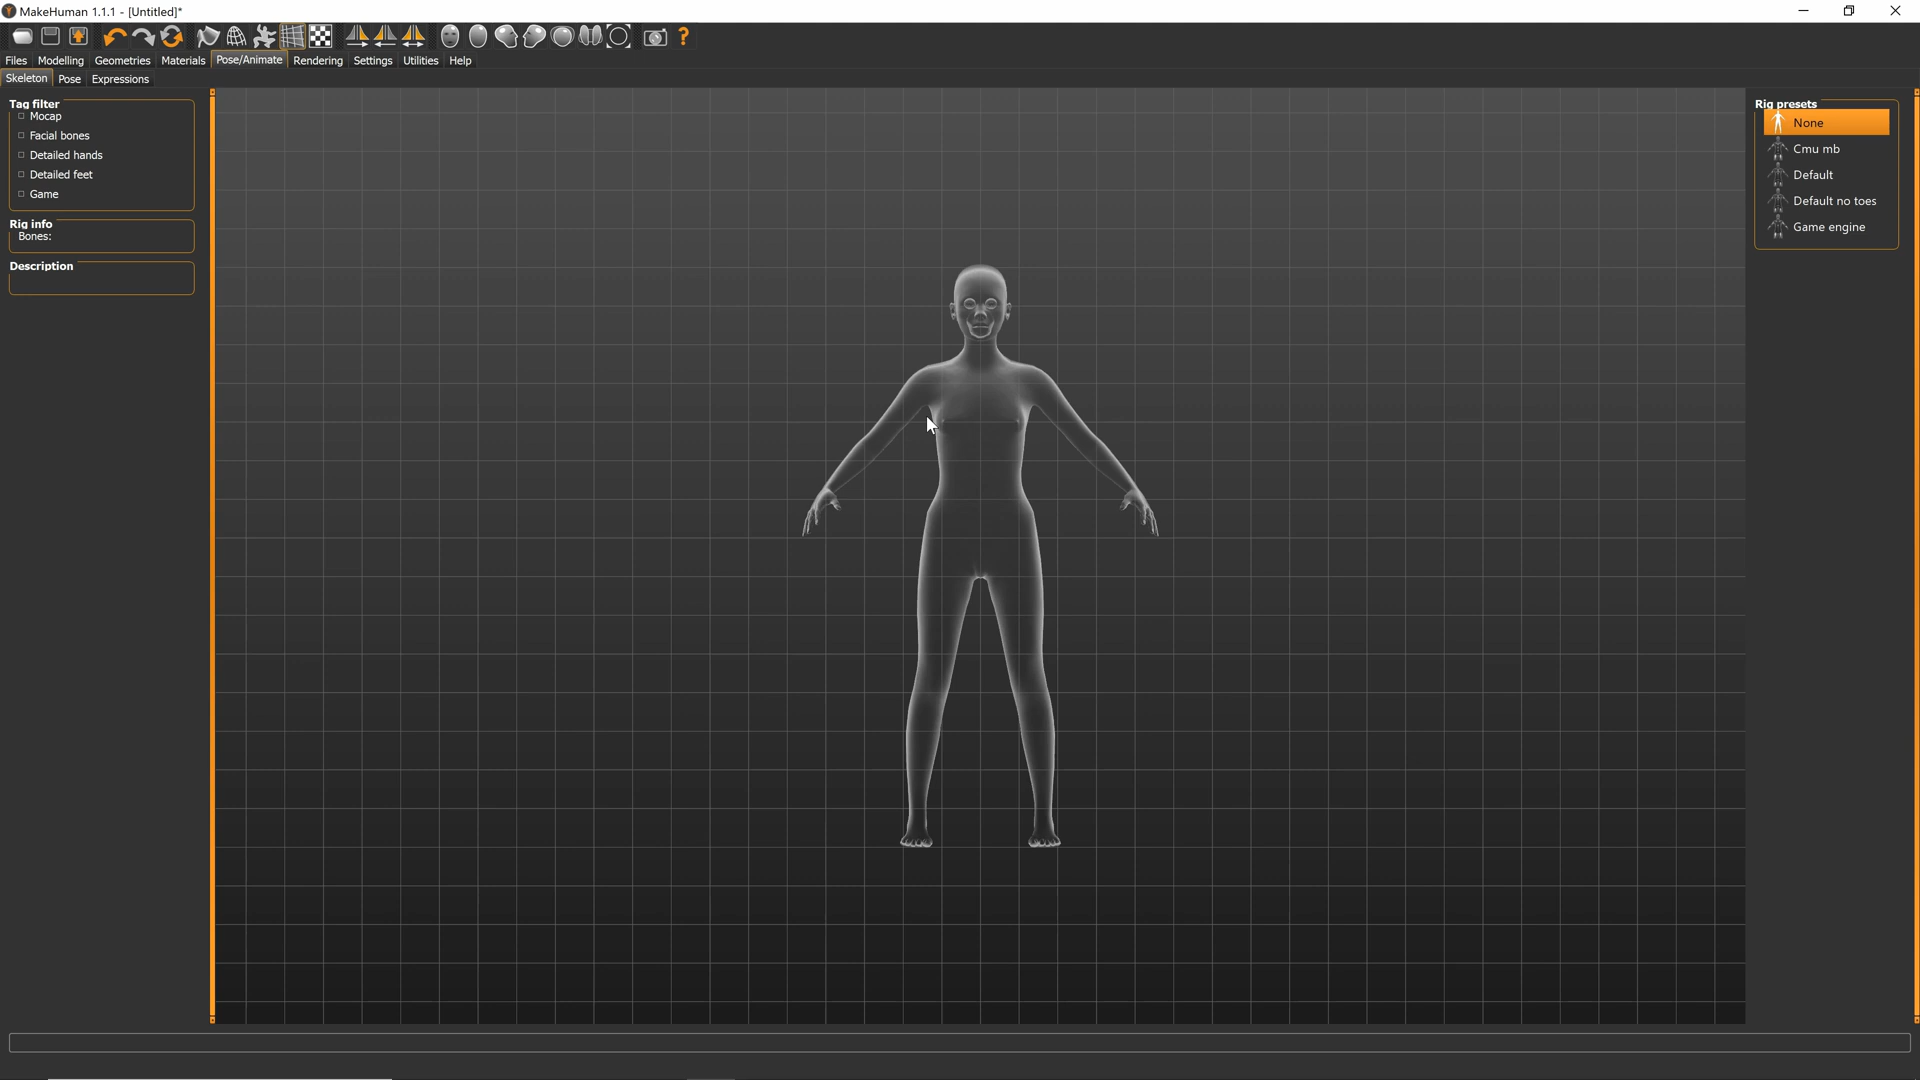 MakeHuman 1.1.1 - [Untitled]*
Files Modelling Geometries Materials Pose/Animate Rendering Settings Utilities Help
Skeleton Pose Expressions
Tag filter
Mocap
Facial bones
Detailed hands
Detailed feet
Game
Rig info
Bones:
Description
Rig presets
None
Cmu mb
Default
Default no toes
Game engine